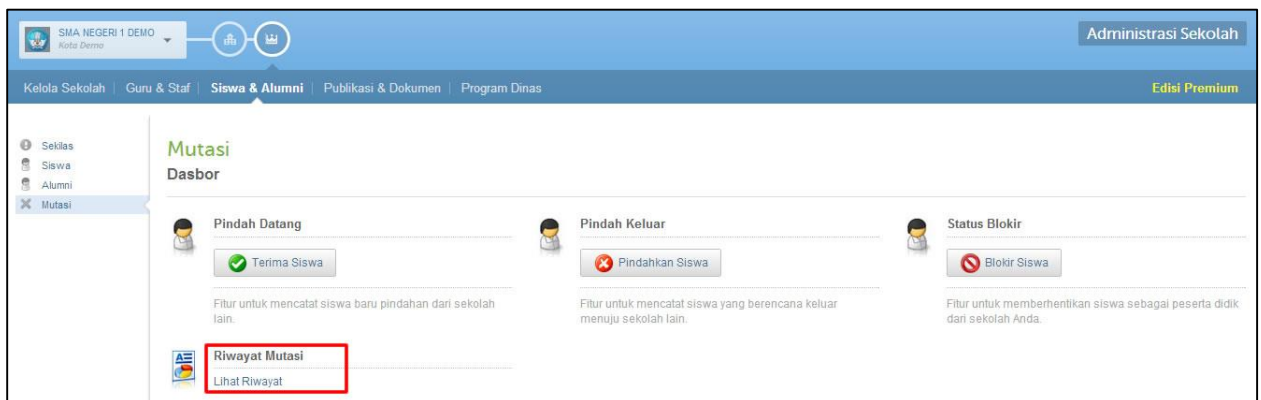 SMA NEGERI 1 DEMO
Kota Demo
Administrasi Sekolah
Kelola Sekolah | Guru & Staf | Siswa & Alumni | Publikasi & Dokumen | Program Dinas
Edisi Premium
Sekilas
Siswa
Alumni
Mutasi
Mutasi
Dasbor
Pindah Datang
Terima Siswa
Fitur untuk mencatat siswa baru pindahan dari sekolah
lain.
Pindah Keluar
Pindahkan Siswa
Fitur untuk mencatat siswa yang berencana keluar
menuju sekolah lain.
Status Blokir
Blokir Siswa
Fitur untuk memberhentikan siswa sebagai peserta didik
dari sekolah Anda.
Riwayat Mutasi
Lihat Riwayat